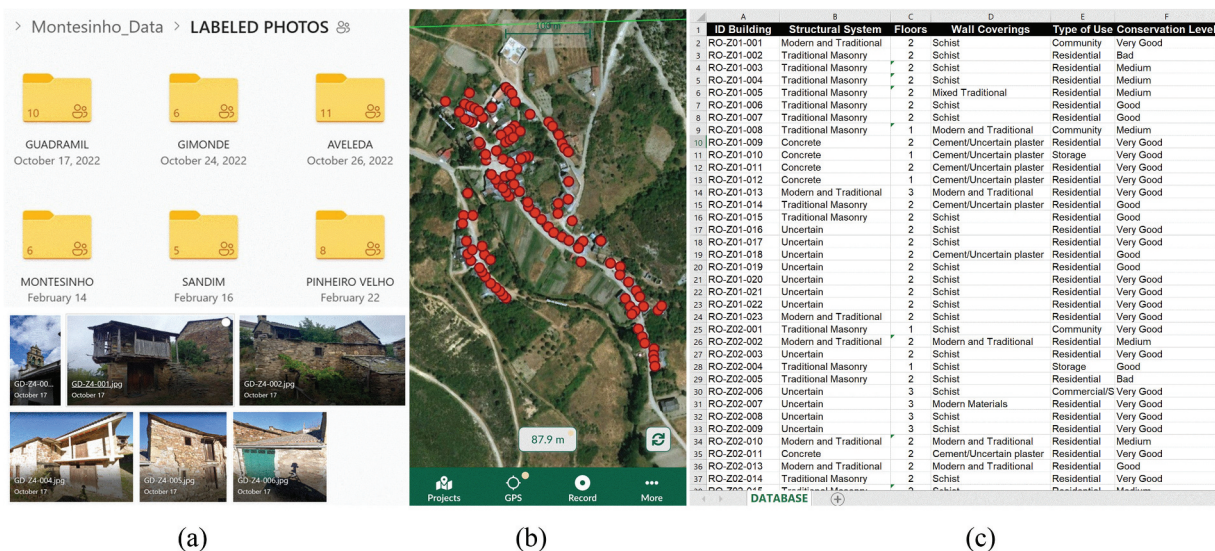 > Montesinho_Data > LABELED PHOTOS
10
6
11
GUADRAMIL
GIMONDE
AVELEDA
October 17, 2022
October 24, 2022
October 26, 2022
6
5
8
MONTESINHO
SANDIM
PINHEIRO VELHO
February 14
February 16
February 22
GD-Z4-00...
GD-Z4-001.jpg
GD-Z4-002.jpg
October 17
October 17
October 17
GD-Z4-004.jpg
GD-Z4-005.jpg
GD-Z4-006.jpg
October 17
October 17
October 17
(a)
87.9 m
Projects
GPS
Record
More
(b)
A B C D E F
1 ID Building Structural System Floors Wall Coverings Type of Use Conservation Level
2 RO-Z01-001 Modern and Traditional 2 Schist Community Very Good
3 RO-Z01-002 Traditional Masonry 2 Schist Residential Bad
4 RO-Z01-003 Traditional Masonry 2 Schist Residential Medium
5 RO-Z01-004 Traditional Masonry 2 Schist Residential Medium
6 RO-Z01-005 Traditional Masonry 2 Mixed Traditional Residential Medium
7 RO-Z01-006 Traditional Masonry 2 Schist Residential Good
8 RO-Z01-007 Traditional Masonry 2 Schist Residential Good
9 RO-Z01-008 Traditional Masonry 1 Modern and Traditional Community Medium
10 RO-Z01-009 Concrete 2 Cement/Uncertain plaster Residential Very Good
11 RO-Z01-010 Concrete 1 Cement/Uncertain plaster Storage Very Good
12 RO-Z01-011 Concrete 2 Cement/Uncertain plaster Residential Very Good
13 RO-Z01-012 Concrete 1 Cement/Uncertain plaster Residential Very Good
14 RO-Z01-013 Modern and Traditional 3 Modern and Traditional Residential Very Good
15 RO-Z01-014 Traditional Masonry 2 Cement/Uncertain plaster Residential Good
16 RO-Z01-015 Traditional Masonry 2 Schist Residential Good
17 RO-Z01-016 Uncertain 2 Schist Residential Very Good
18 RO-Z01-017 Uncertain 2 Schist Residential Very Good
19 RO-Z01-018 Uncertain 2 Cement/Uncertain plaster Residential Good
20 RO-Z01-019 Uncertain 2 Schist Residential Good
21 RO-Z01-020 Uncertain 2 Schist Residential Very Good
22 RO-Z01-021 Uncertain 2 Schist Residential Very Good
23 RO-Z01-022 Uncertain 2 Schist Residential Very Good
24 RO-Z01-023 Modern and Traditional 2 Schist Residential Very Good
25 RO-Z02-001 Traditional Masonry 1 Schist Community Very Good
26 RO-Z02-002 Modern and Traditional 2 Modern and Traditional Residential Medium
27 RO-Z02-003 Uncertain 2 Schist Residential Very Good
28 RO-Z02-004 Traditional Masonry 1 Schist Storage Good
29 RO-Z02-005 Traditional Masonry 2 Schist Residential Bad
30 RO-Z02-006 Uncertain 3 Schist Commercial/S Very Good
31 RO-Z02-007 Uncertain 3 Modern Materials Residential Very Good
32 RO-Z02-008 Uncertain 3 Schist Residential Very Good
33 RO-Z02-009 Uncertain 3 Schist Residential Very Good
34 RO-Z02-010 Modern and Traditional 2 Modern and Traditional Residential Medium
35 RO-Z02-011 Concrete 2 Cement/Uncertain plaster Residential Very Good
36 RO-Z02-013 Modern and Traditional 2 Modern and Traditional Residential Good
37 RO-Z02-014 Traditional Masonry 2 Schist Residential Very Good
DATABASE
(c)